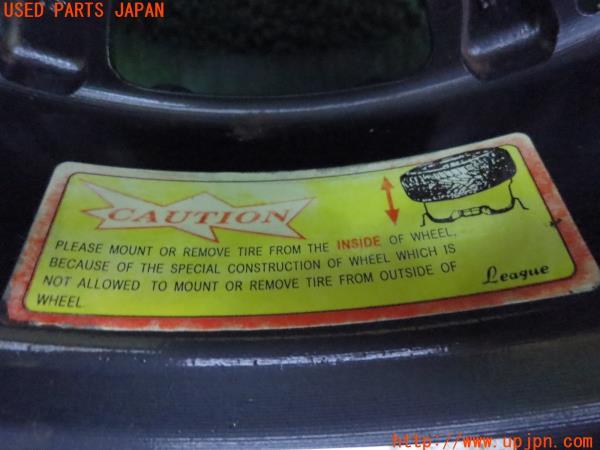 USED PARTS JAPAN
CAUTION
PLEASE MOUNT OR REMOVE TIRE FROM THE INSIDE OF WHEEL,
BECAUSE OF THE SPECIAL CONSTRUCTION OF WHEEL WHICH IS
NOT ALLOWED TO MOUNT OR REMOVE TIRE FROM OUTSIDE OF
WHEEL
League
http://www.upjpn.com/